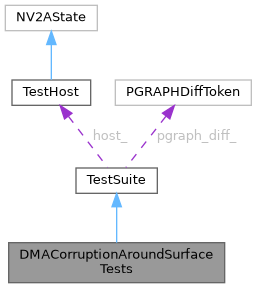 NV2AState
TestHost
PGRAPHDiffToken
host_
pgraph_diff_
TestSuite
DMACorruptionAroundSurface
Tests